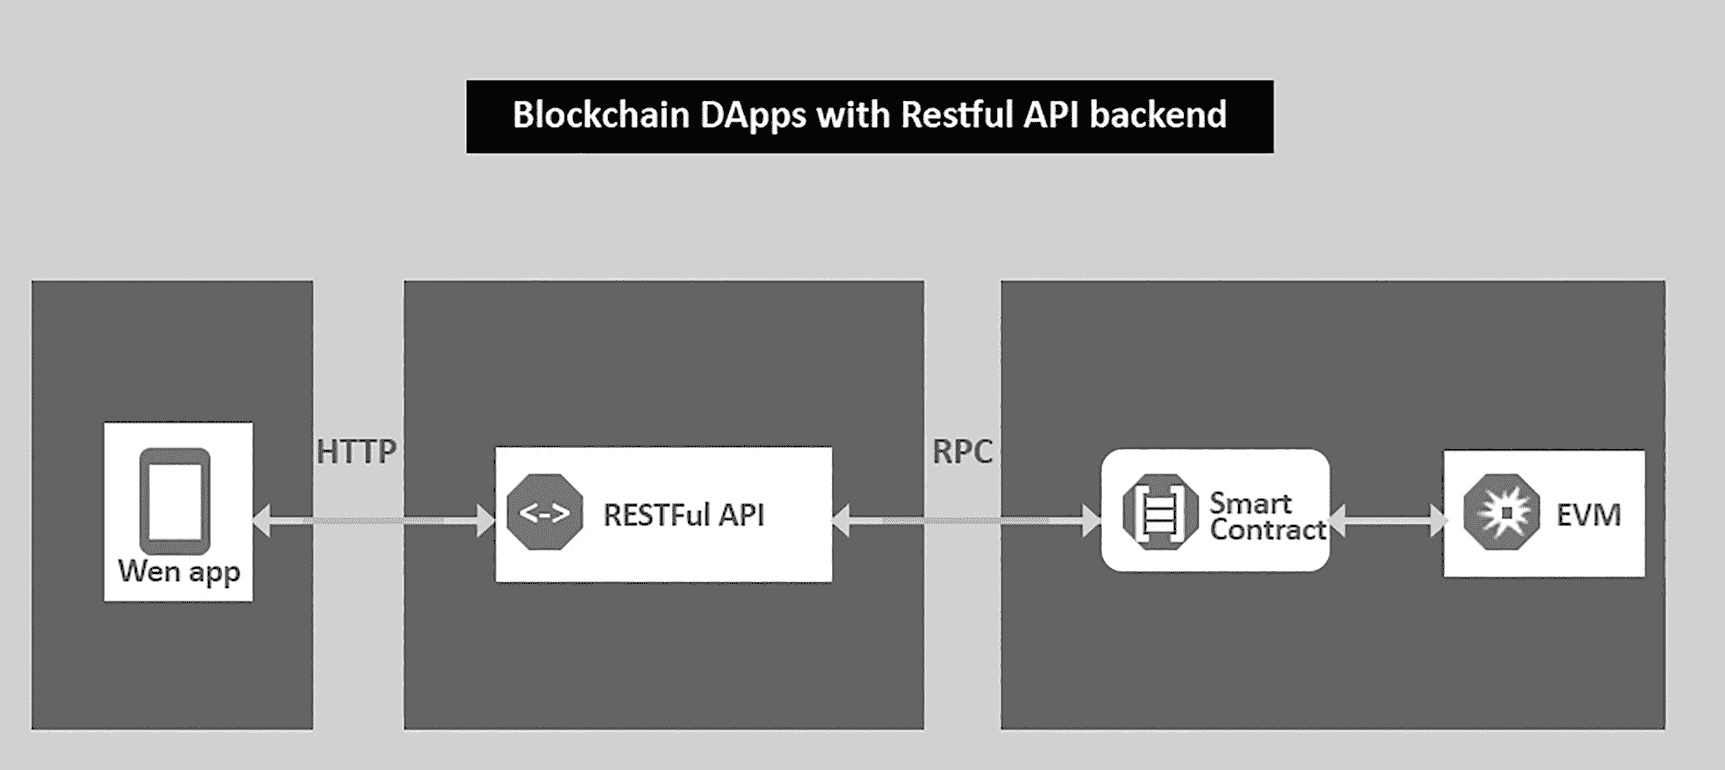 Blockchain DApps with Restful API backend
HTTP
RPC
Wen app
<-> RESTFul API
Smart
Contract
EVM